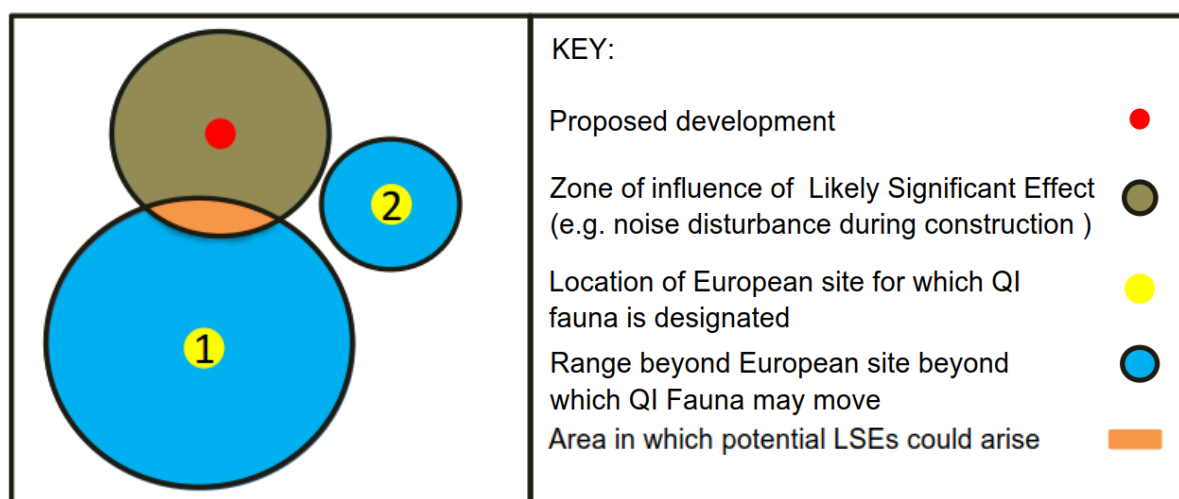 KEY:
Proposed development
Zone of influence of Likely Significant Effect
(e.g. noise disturbance during construction )
Location of European site for which QI
fauna is designated
Range beyond European site beyond
which QI Fauna may move
Area in which potential LSEs could arise
2
1